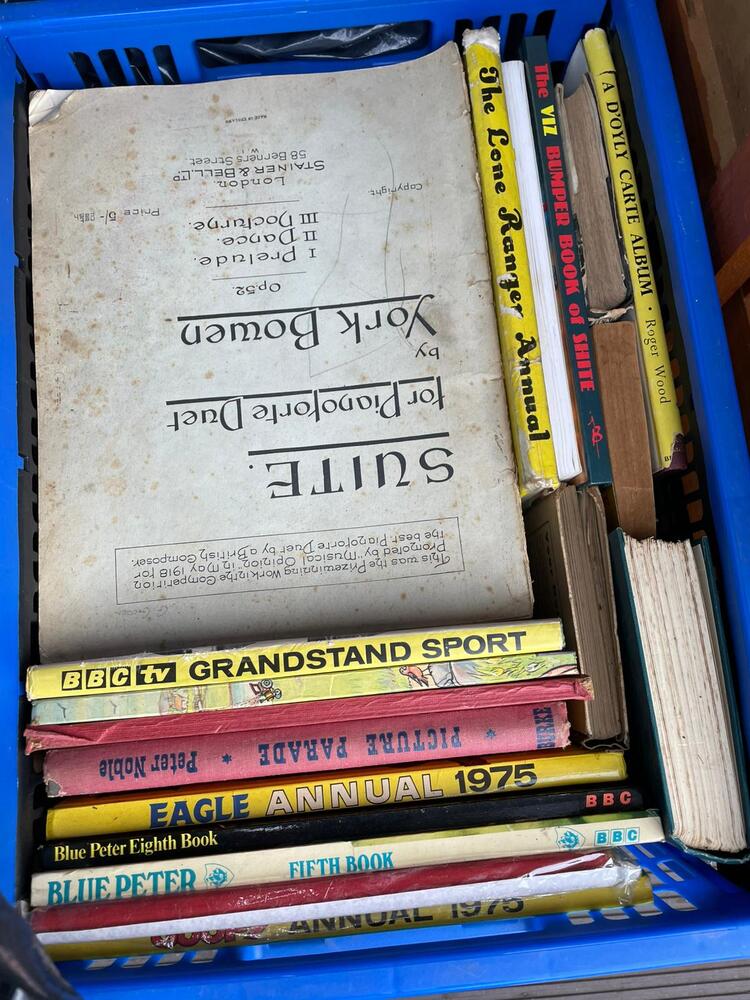 This was the Prizewinning Work in the Competition
Promoted by "Musical Opinion" in May 1918 for
the best Pianoforte Duet by a British Composer.
SUITE.
for Pianoforte Duet
by
York Bowen
Op. 52.
I Prelude.
II Dance.
III Nocturne.
Copyright
Price 5/-
London.
STAINER & BELL, LTD
58 Berners Street
W. 1.
MADE IN ENGLAND
The Lone Ranger Annual
The VIZ BUMPER BOOK of SHITE
A D'OYLY CARTE ALBUM • Roger Wood
BBC tv GRANDSTAND SPORT
Peter Noble * PICTURE PARADE BURKE
EAGLE ANNUAL 1975
Blue Peter Eighth Book BBC
BLUE PETER FIFTH BOOK BBC
ANNUAL 1975